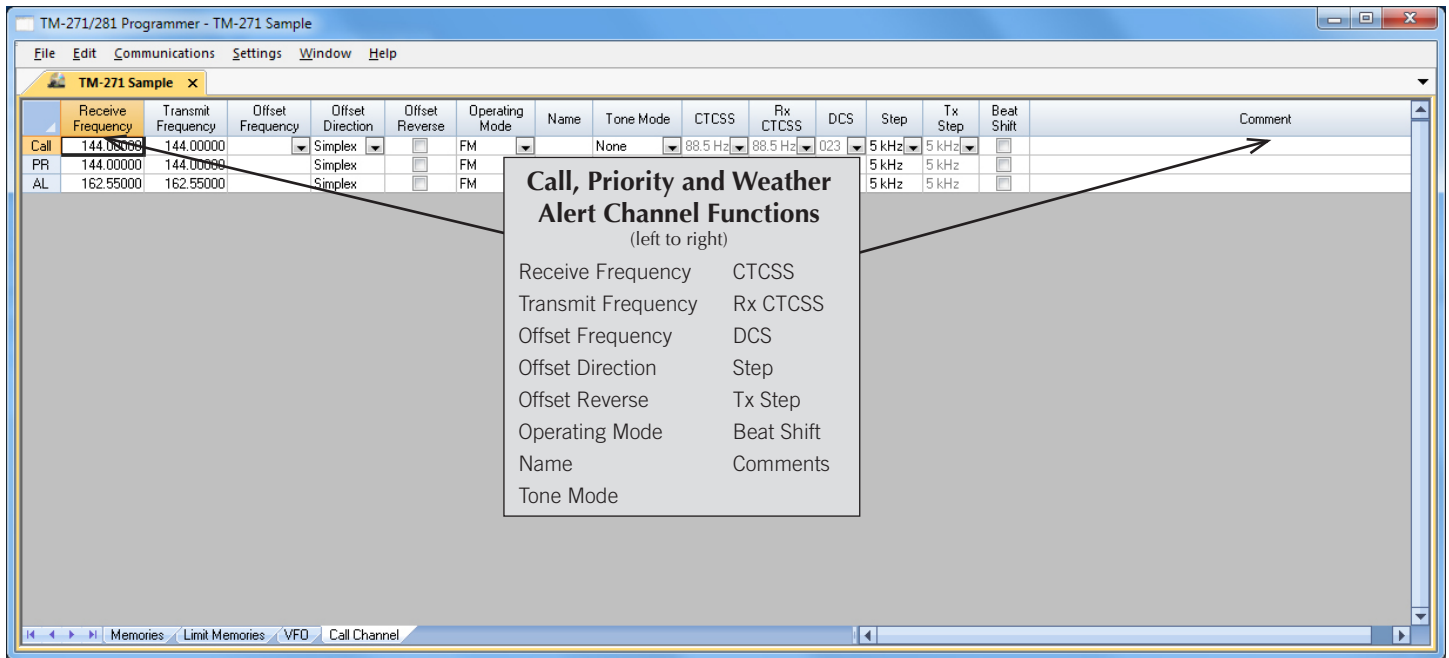 TM-271/281 Programmer - TM-271 Sample
File Edit Communications Settings Window Help
TM-271 Sample X
Receive Frequency Transmit Frequency Offset Frequency Offset Direction Offset Reverse Operating Mode Name Tone Mode CTCSS Rx CTCSS DCS Step Tx Step Beat Shift Comment
Call 144.00000 144.00000 Simplex FM None 88.5 Hz 88.5 Hz 023 5 kHz 5 kHz
PR 144.00000 144.00000 Simplex FM 5 kHz 5 kHz
AL 162.55000 162.55000 Simplex FM 5 kHz 5 kHz
Call, Priority and Weather
Alert Channel Functions
(left to right)
Receive Frequency CTCSS
Transmit Frequency Rx CTCSS
Offset Frequency DCS
Offset Direction Step
Offset Reverse Tx Step
Operating Mode Beat Shift
Name Comments
Tone Mode
Memories Limit Memories VFO Call Channel